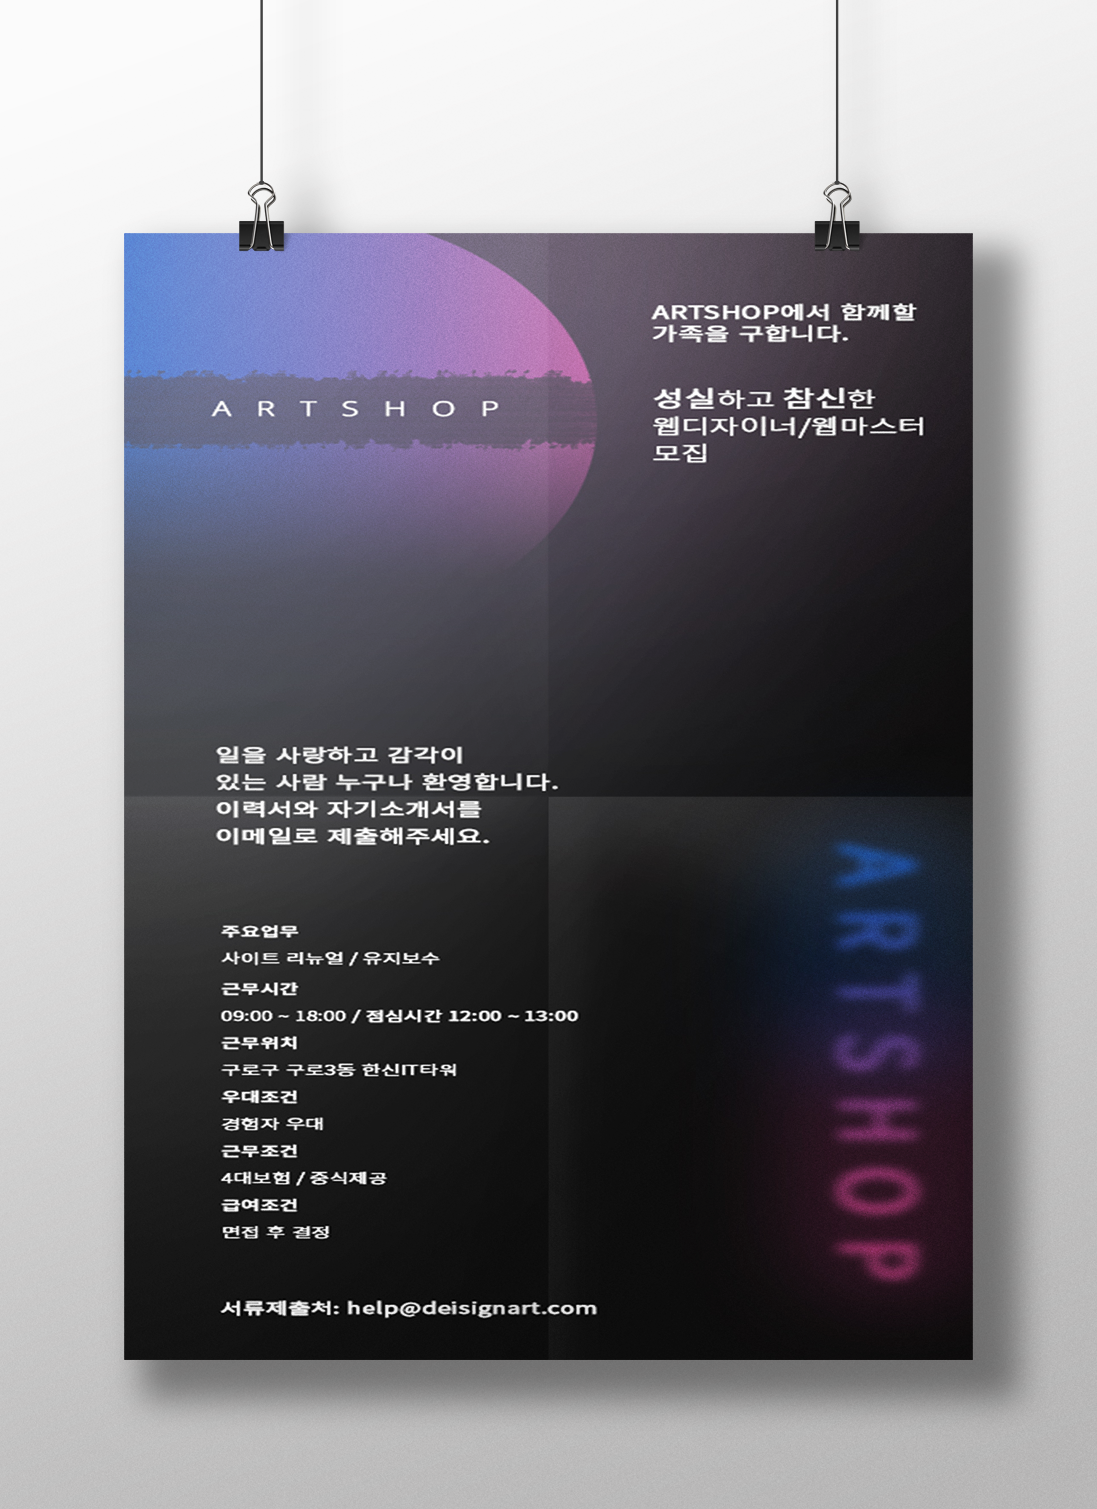 ARTSHOP
ARTSHOP에서 함께할
가족을 구합니다.
성실하고 참신한
웹디자이너/웹마스터
모집
일을 사랑하고 감각이
있는 사람 누구나 환영합니다.
이력서와 자기소개서를
이메일로 제출해주세요.
주요업무
사이트 리뉴얼 / 유지보수
근무시간
09:00 ~ 18:00 / 점심시간 12:00 ~ 13:00
근무위치
구로구 구로3동 한신IT타워
우대조건
경험자 우대
근무조건
4대보험 / 중식제공
급여조건
면접 후 결정
서류제출처: help@deisignart.com
ARTSHOP